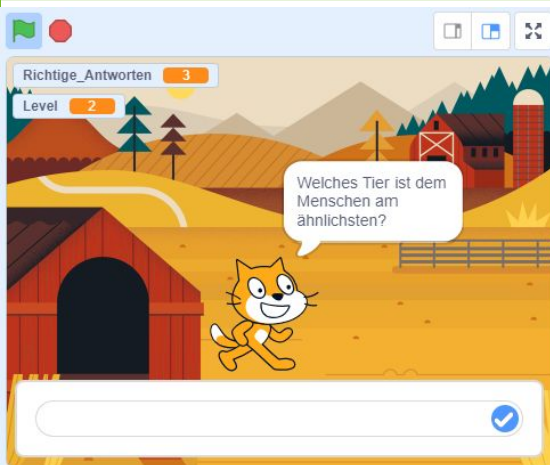 Richtige_Antworten 3
Level 2
Welches Tier ist dem
Menschen am
ähnlichsten?